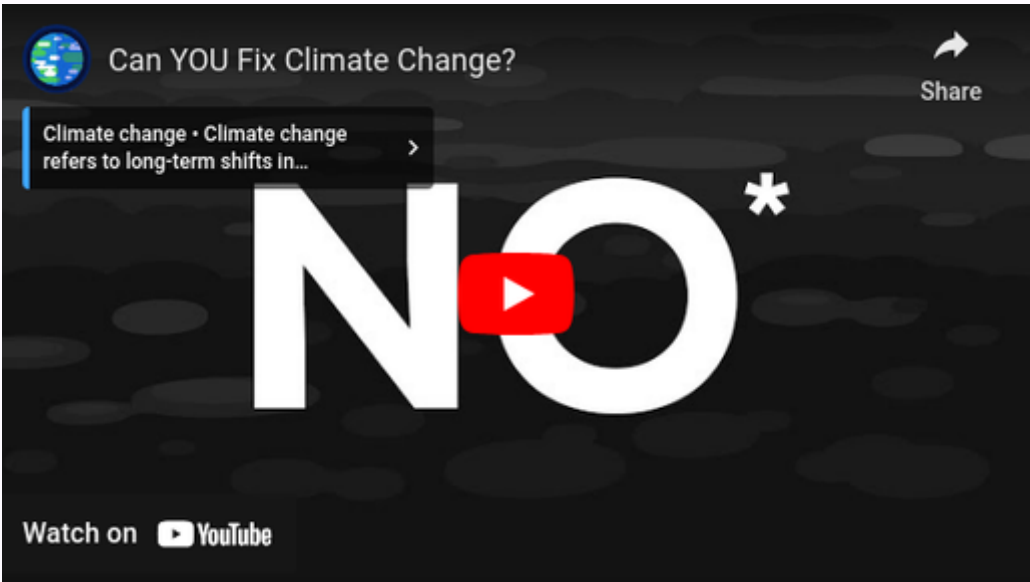 Can YOU Fix Climate Change?
Share
Climate change • Climate change
refers to long-term shifts in...
NO*
Watch on YouTube